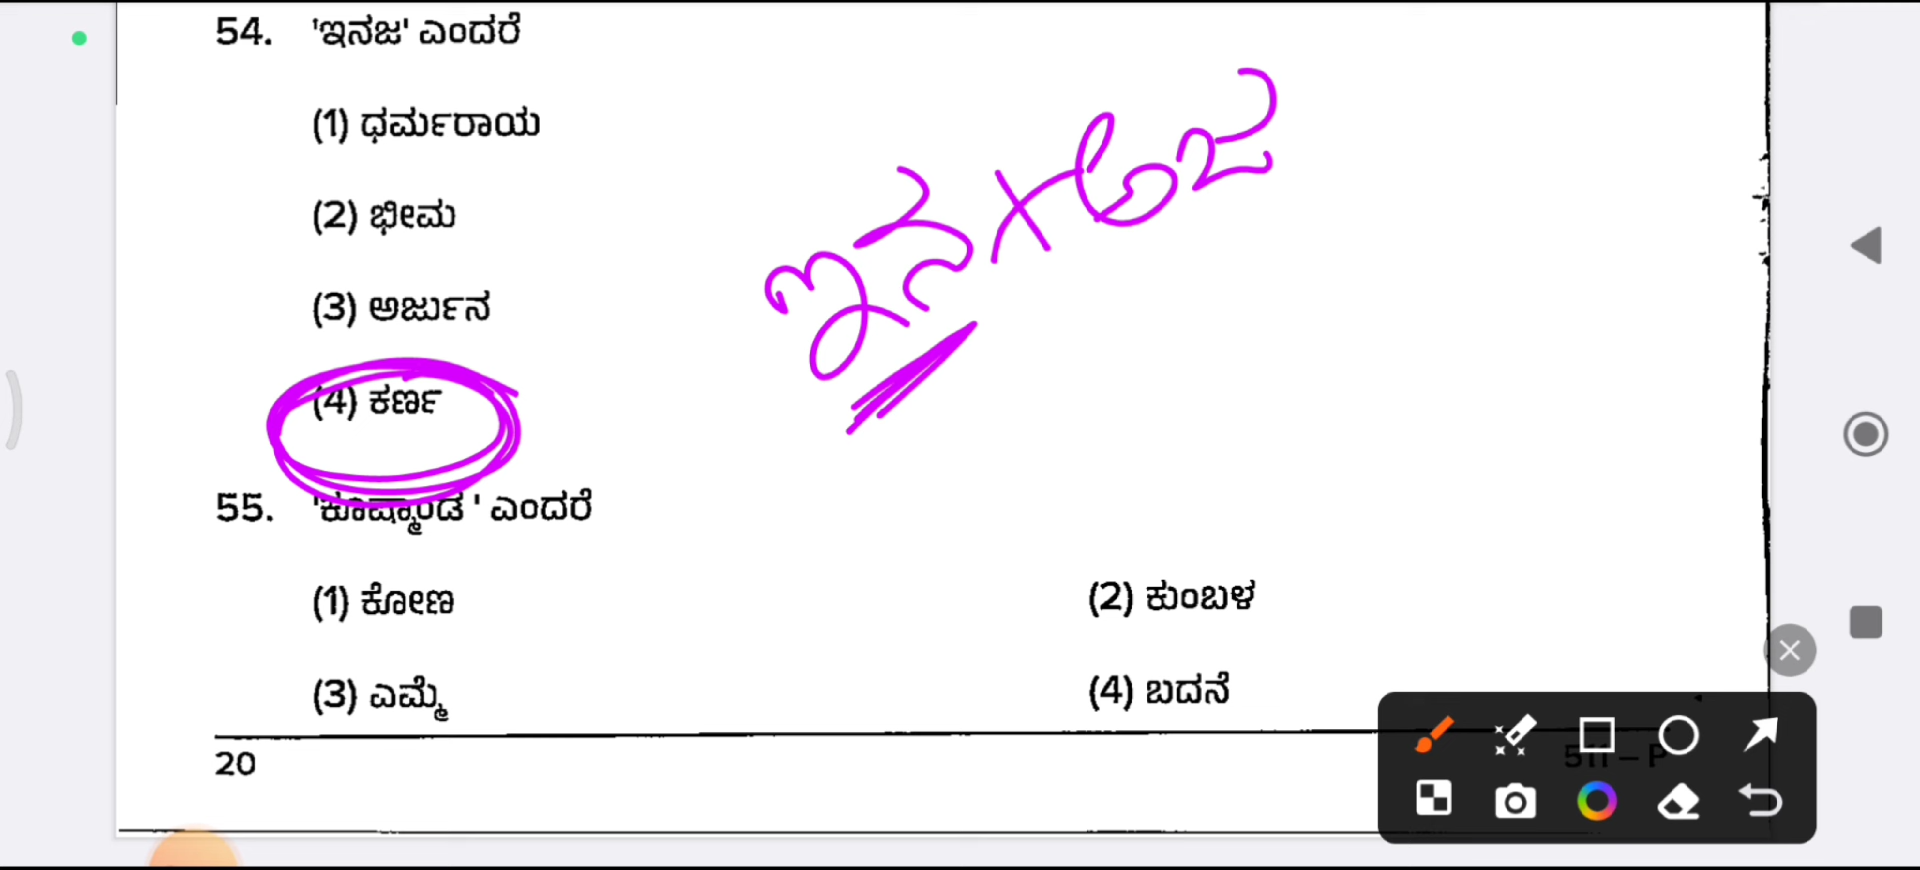 54. 'ಇನಜ' ಎಂದರೆ
(1) ಧರ್ಮರಾಯ
(2) ಭೀಮ
(3) ಅರ್ಜುನ
(4) ಕರ್ಣ
ಇನ +
55. 'ಕೂಷ್ಮಾಂಡ' ಎಂದರೆ
(1) ಕೋಣ
(2) ಕುಂಬಳ
(3) ಎಮ್ಮೆ
(4) ಬದನೆ
20
511 – P